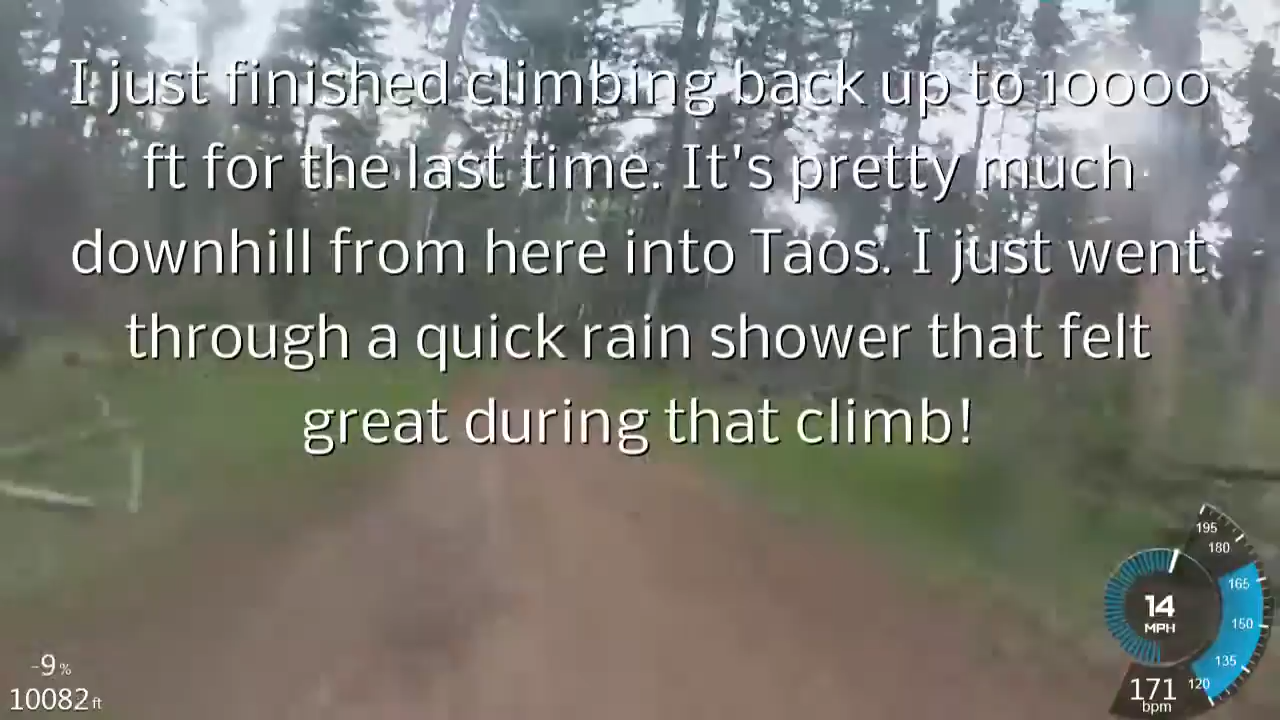 I just finished climbing back up to 10000
ft for the last time. It's pretty much
downhill from here into Taos. I just went
through a quick rain shower that felt
great during that climb!
195
180
165
14
MPH
150
135
120
171
bpm
-9%
10082 ft